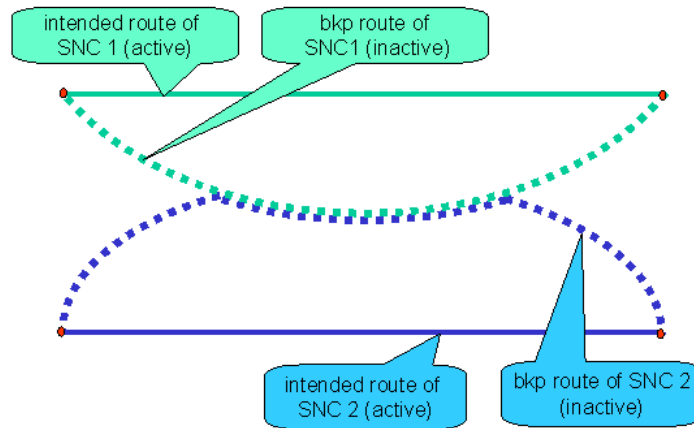 intended route of
SNC 1 (active)
bkp route of
SNC1 (inactive)
intended route of
SNC 2 (active)
bkp route of SNC 2
(inactive)